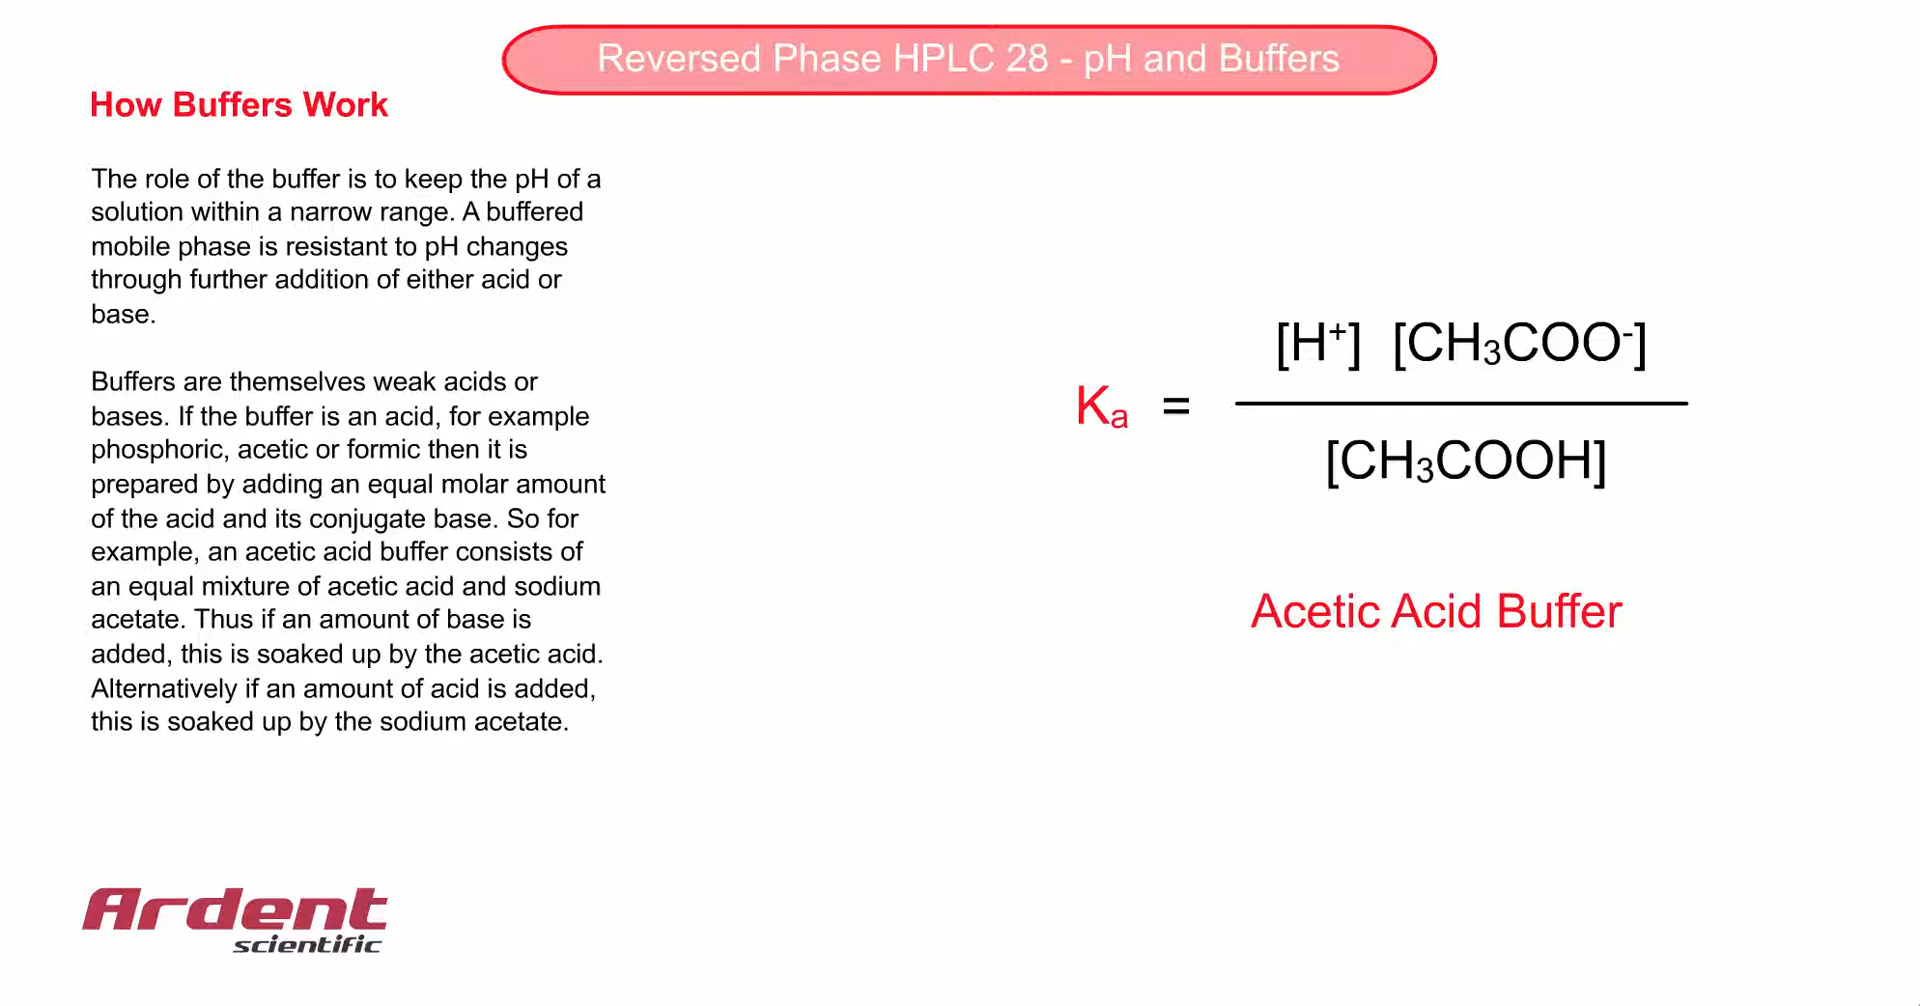 Reversed Phase HPLC 28 - pH and Buffers
How Buffers Work
The role of the buffer is to keep the pH of a
solution within a narrow range. A buffered
mobile phase is resistant to pH changes
through further addition of either acid or
base.
Buffers are themselves weak acids or
bases. If the buffer is an acid, for example
phosphoric, acetic or formic then it is
prepared by adding an equal molar amount
of the acid and its conjugate base. So for
example, an acetic acid buffer consists of
an equal mixture of acetic acid and sodium
acetate. Thus if an amount of base is
added, this is soaked up by the acetic acid.
Alternatively if an amount of acid is added,
this is soaked up by the sodium acetate.
[H⁺] [CH₃COO⁻]
Kₐ =
[CH₃COOH]
Acetic Acid Buffer
Ardent
scientific